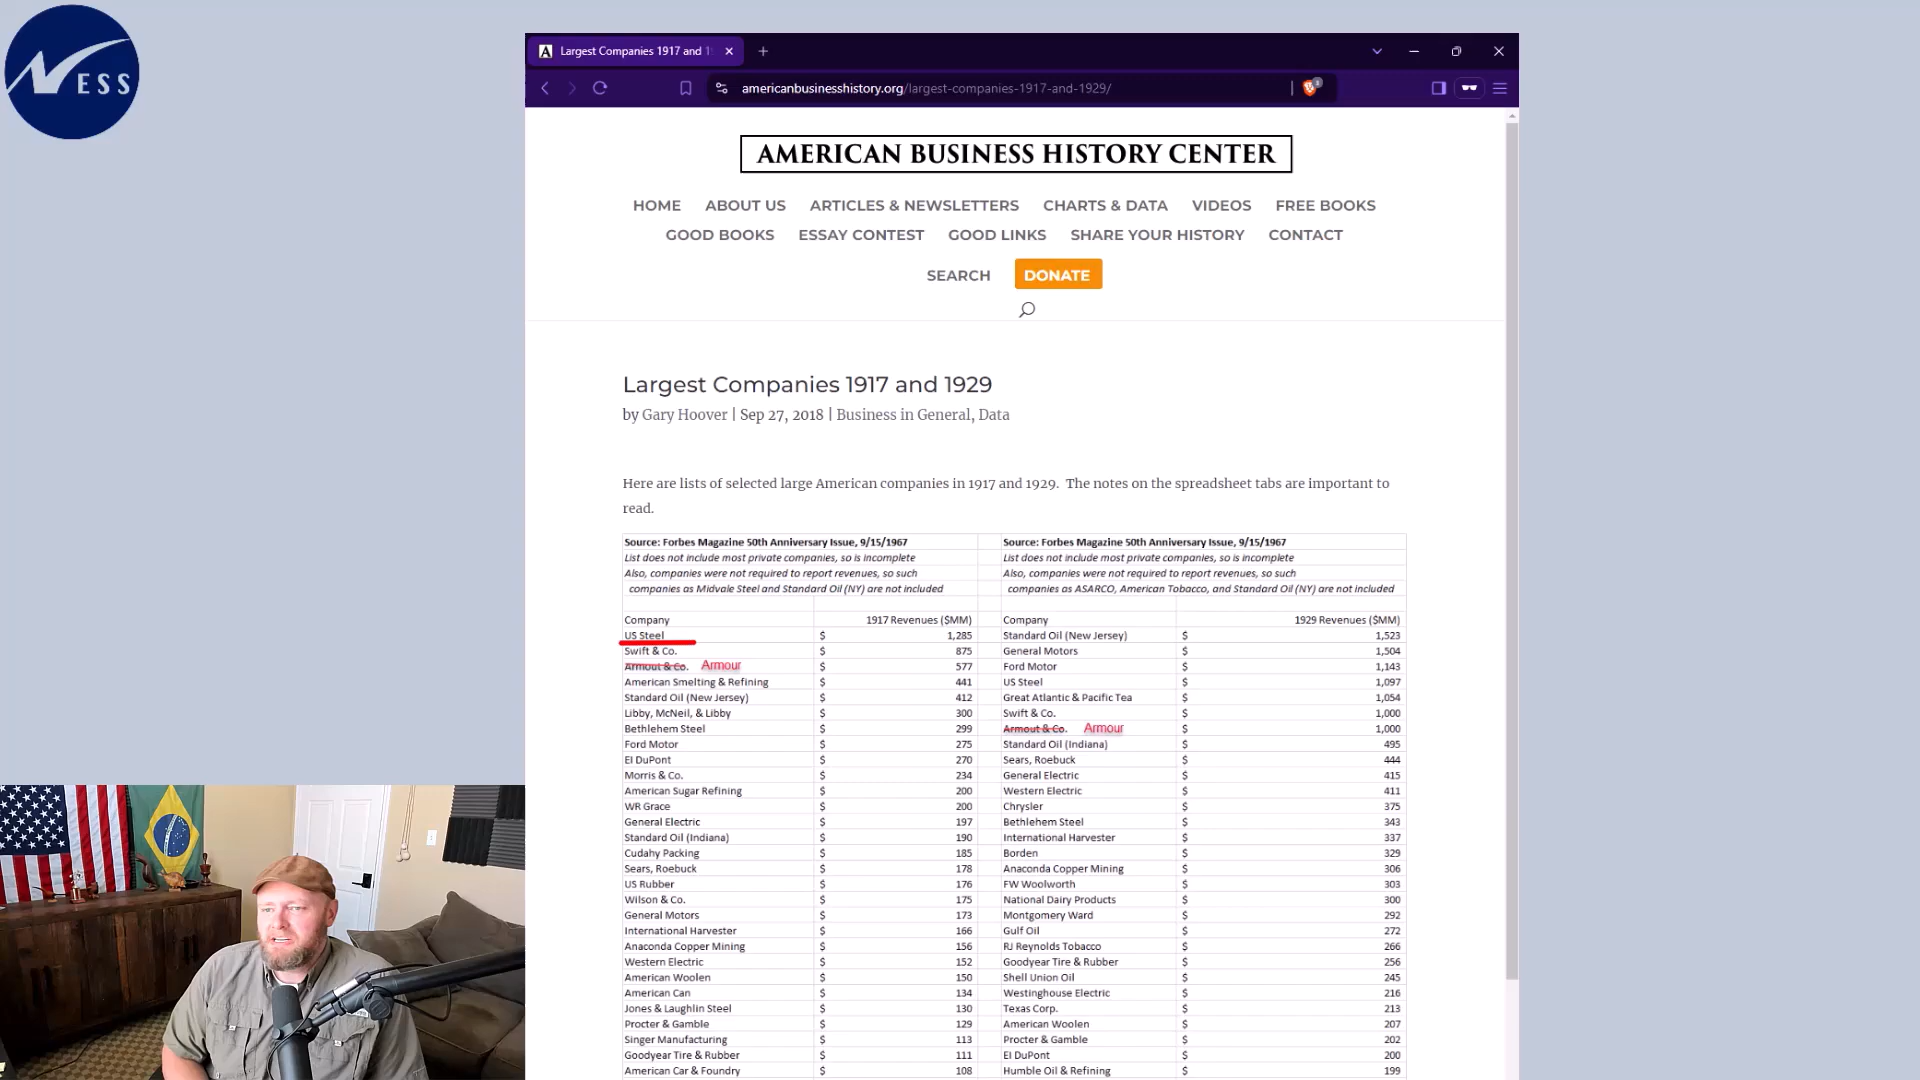 NESS
Largest Companies 1917 and 1
americanbusinesshistory.org/largest-companies-1917-and-1929/
AMERICAN BUSINESS HISTORY CENTER
HOME ABOUT US ARTICLES & NEWSLETTERS CHARTS & DATA VIDEOS FREE BOOKS
GOOD BOOKS ESSAY CONTEST GOOD LINKS SHARE YOUR HISTORY CONTACT
SEARCH DONATE
Largest Companies 1917 and 1929
by Gary Hoover | Sep 27, 2018 | Business in General, Data
Here are lists of selected large American companies in 1917 and 1929. The notes on the spreadsheet tabs are important to
read.
Source: Forbes Magazine 50th Anniversary Issue, 9/15/1967 Source: Forbes Magazine 50th Anniversary Issue, 9/15/1967
List does not include most private companies, so is incomplete List does not include most private companies, so is incomplete
Also, companies were not required to report revenues, so such Also, companies were not required to report revenues, so such
companies as Midvale Steel and Standard Oil (NY) are not included companies as ASARCO, American Tobacco, and Standard Oil (NY) are not included
Company 1917 Revenues ($MM) Company 1929 Revenues ($MM)
US Steel $ 1,285 Standard Oil (New Jersey) $ 1,523
Swift & Co. $ 875 General Motors $ 1,504
Armout & Co. Armour $ 577 Ford Motor $ 1,143
American Smelting & Refining $ 441 US Steel $ 1,097
Standard Oil (New Jersey) $ 412 Great Atlantic & Pacific Tea $ 1,054
Libby, McNeil, & Libby $ 300 Swift & Co. $ 1,000
Bethlehem Steel $ 299 Armout & Co. Armour $ 1,000
Ford Motor $ 275 Standard Oil (Indiana) $ 495
EI DuPont $ 270 Sears, Roebuck $ 444
Morris & Co. $ 234 General Electric $ 415
American Sugar Refining $ 200 Western Electric $ 411
WR Grace $ 200 Chrysler $ 375
General Electric $ 197 Bethlehem Steel $ 343
Standard Oil (Indiana) $ 190 International Harvester $ 337
Cudahy Packing $ 185 Borden $ 329
Sears, Roebuck $ 178 Anaconda Copper Mining $ 306
US Rubber $ 176 FW Woolworth $ 303
Wilson & Co. $ 175 National Dairy Products $ 300
General Motors $ 173 Montgomery Ward $ 292
International Harvester $ 166 Gulf Oil $ 272
Anaconda Copper Mining $ 156 RJ Reynolds Tobacco $ 266
Western Electric $ 152 Goodyear Tire & Rubber $ 256
American Woolen $ 150 Shell Union Oil $ 245
American Can $ 134 Westinghouse Electric $ 216
Jones & Laughlin Steel $ 130 Texas Corp. $ 213
Procter & Gamble $ 129 American Woolen $ 207
Singer Manufacturing $ 113 Procter & Gamble $ 202
Goodyear Tire & Rubber $ 111 EI DuPont $ 200
American Car & Foundry $ 108 Humble Oil & Refining $ 199